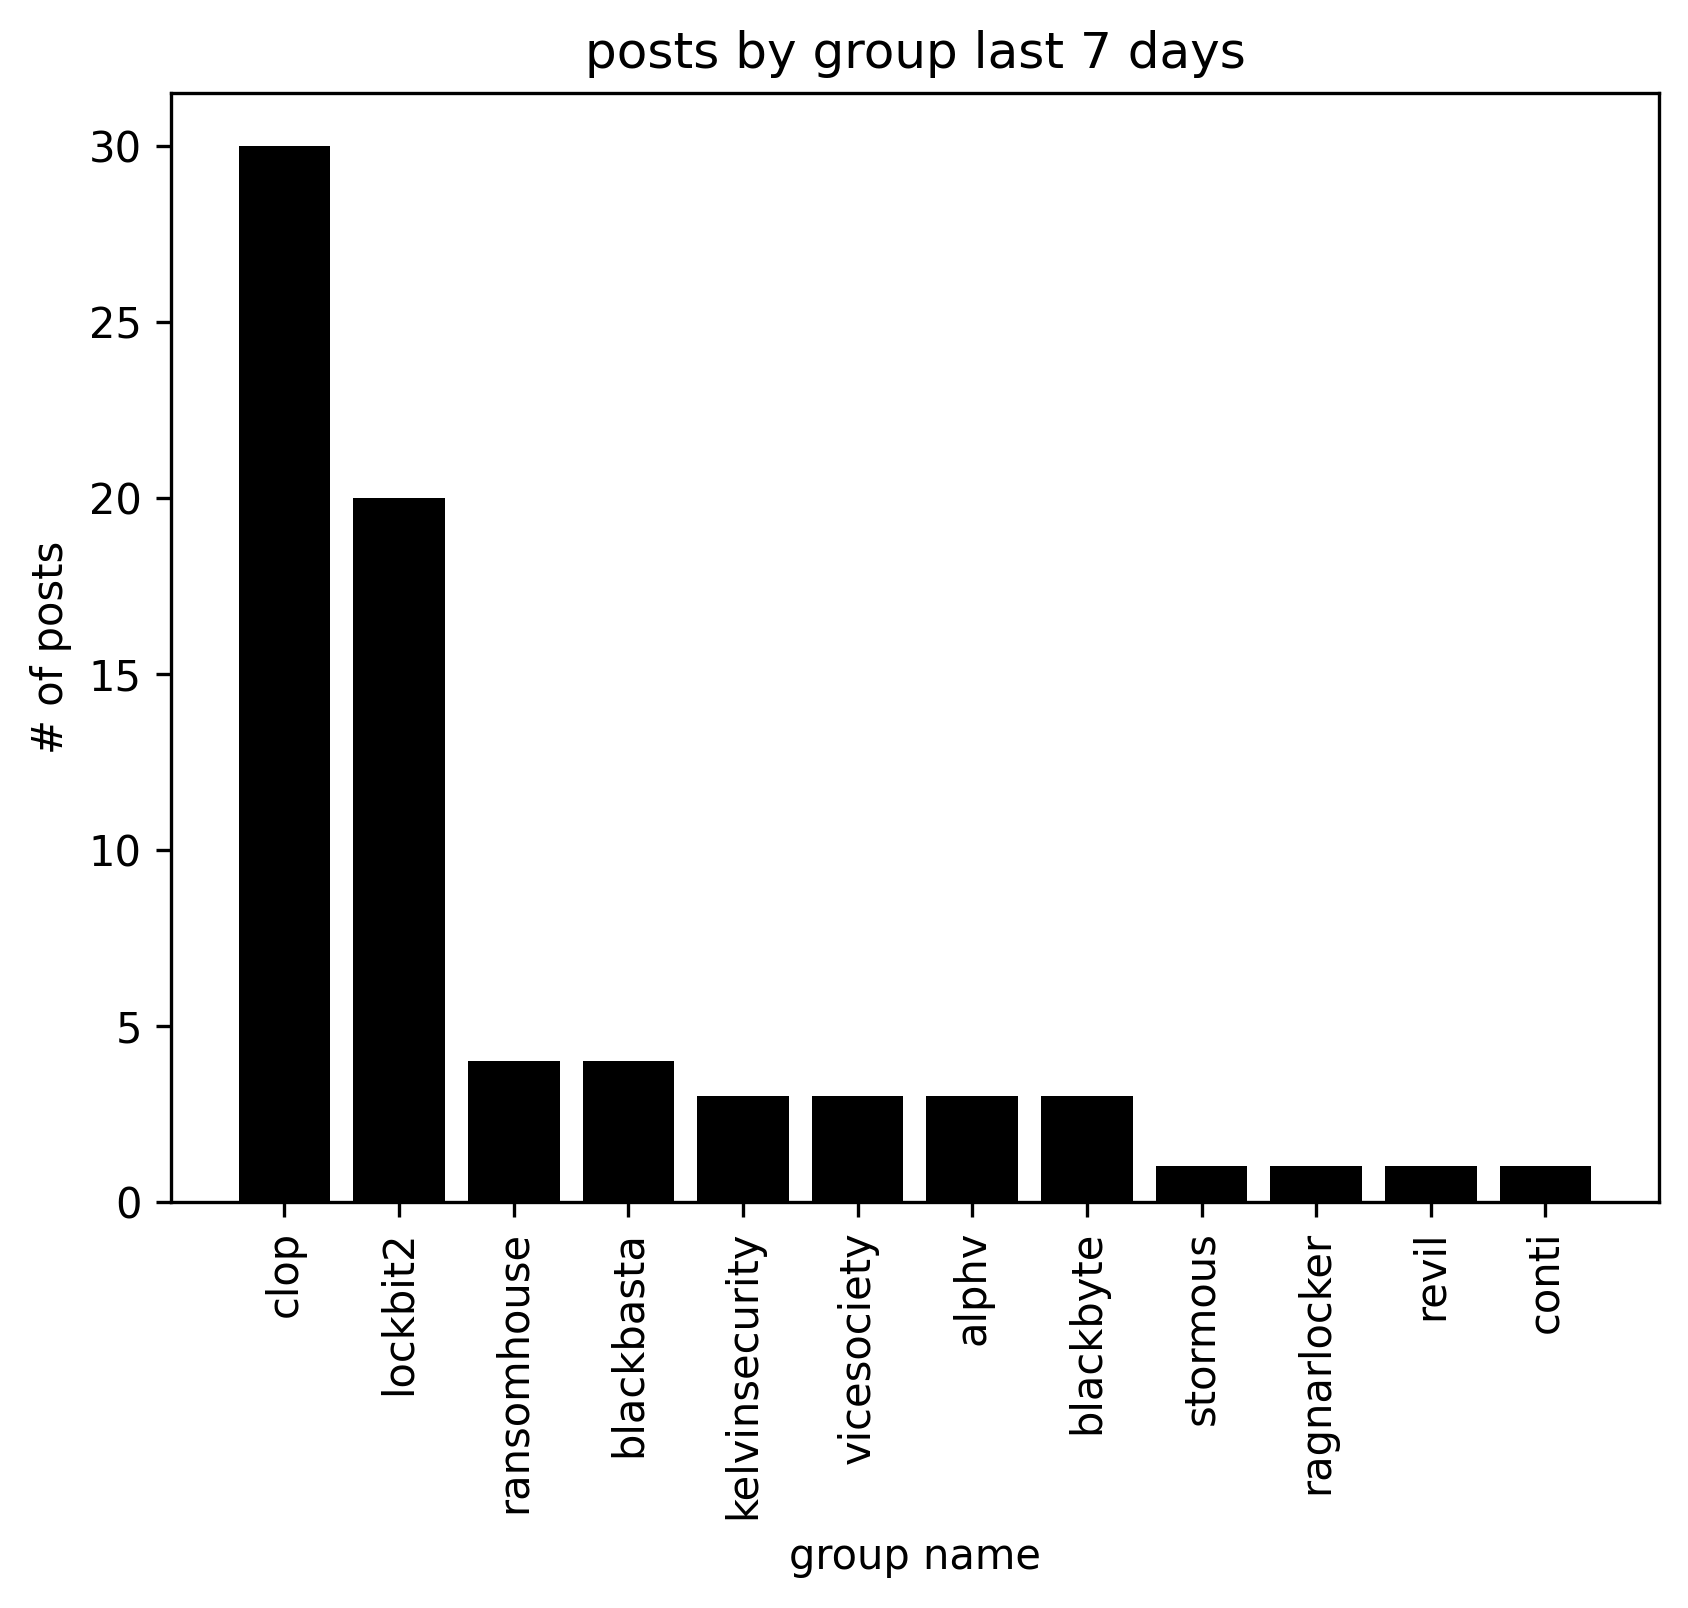 posts by group last 7 days
# of posts
30
25
20
15
10
5
0
clop
lockbit2
ransomhouse
blackbasta
kelvinsecurity
vicesociety
alphv
blackbyte
stormous
ragnarlocker
revil
conti
group name